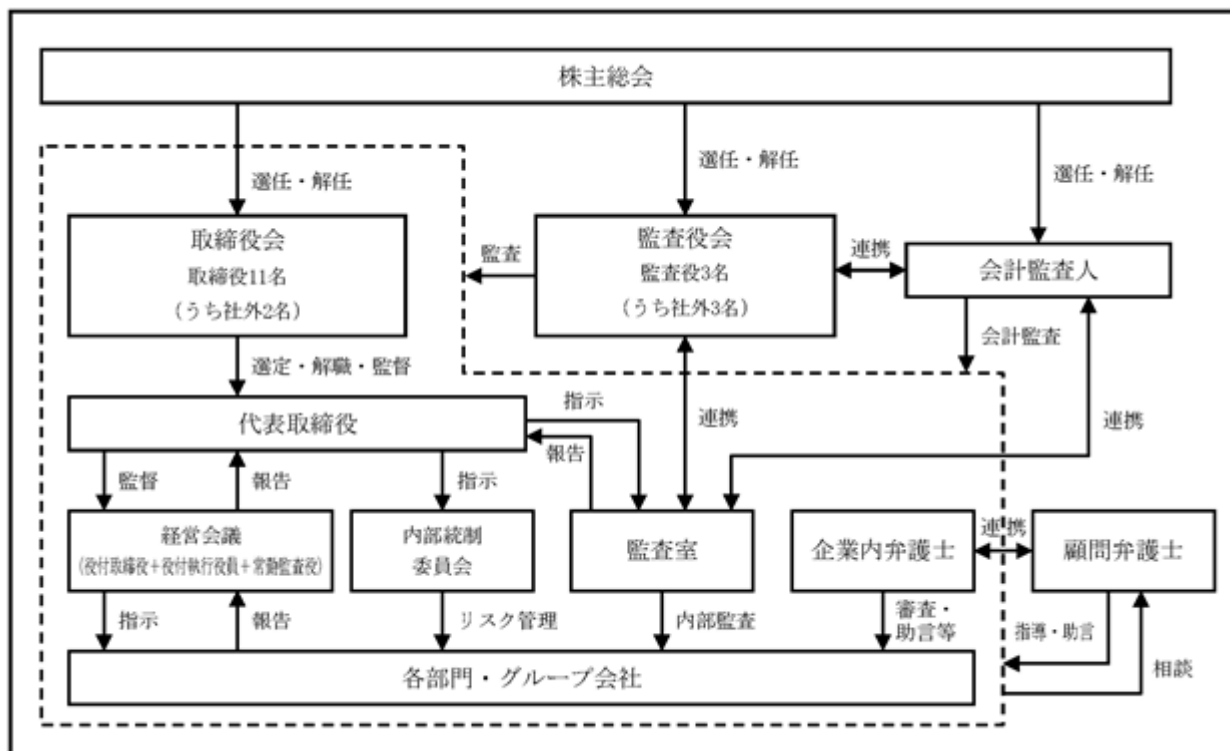 株主総会
選任・解任
選任・解任
選任・解任
取締役会
取締役11名
(うち社外2名)
監査
監査役会
監査役3名
(うち社外3名)
連携
会計監査人
選定・解職・監督
会計監査
代表取締役
指示
報告
連携
連携
監督
報告
指示
経営会議
(役付取締役+役付執行役員+常勤監査役)
内部統制
委員会
監査室
企業内弁護士
連携
顧問弁護士
指示
報告
リスク管理
内部監査
審査・
助言等
指導・助言
相談
各部門・グループ会社